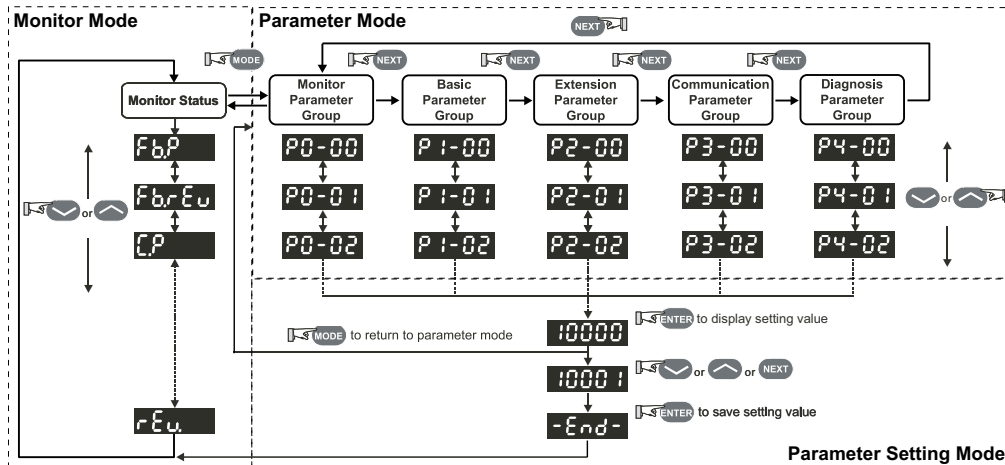 Monitor Mode
Parameter Mode
NEXT
MODE
NEXT
NEXT
NEXT
NEXT
Monitor Status
Monitor
Parameter
Group
Basic
Parameter
Group
Extension
Parameter
Group
Communication
Parameter
Group
Diagnosis
Parameter
Group
Fb.P
P0-00
P1-00
P2-00
P3-00
P4-00
or
Fb.rEu
P0-01
P1-01
P2-01
P3-01
P4-01
or
C.P
P0-02
P1-02
P2-02
P3-02
P4-02
MODE to return to parameter mode
10000
ENTER to display setting value
10001
or or NEXT
rEu.
-End-
ENTER to save setting value
Parameter Setting Mode